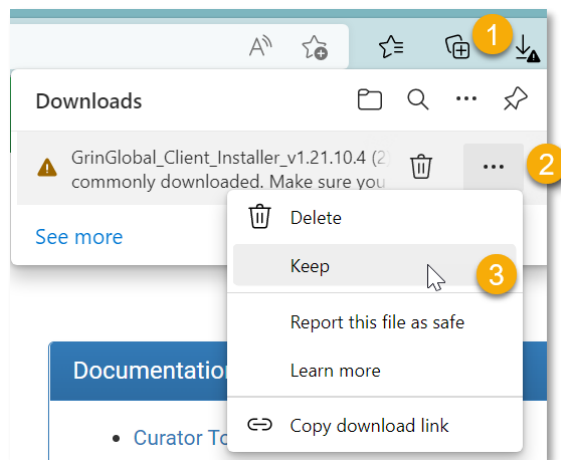 1
Downloads
GrinGlobal_Client_Installer_v1.21.10.4 (2
commonly downloaded. Make sure you
2
See more
Delete
Keep
3
Report this file as safe
Learn more
Documentatio
Copy download link
Curator To